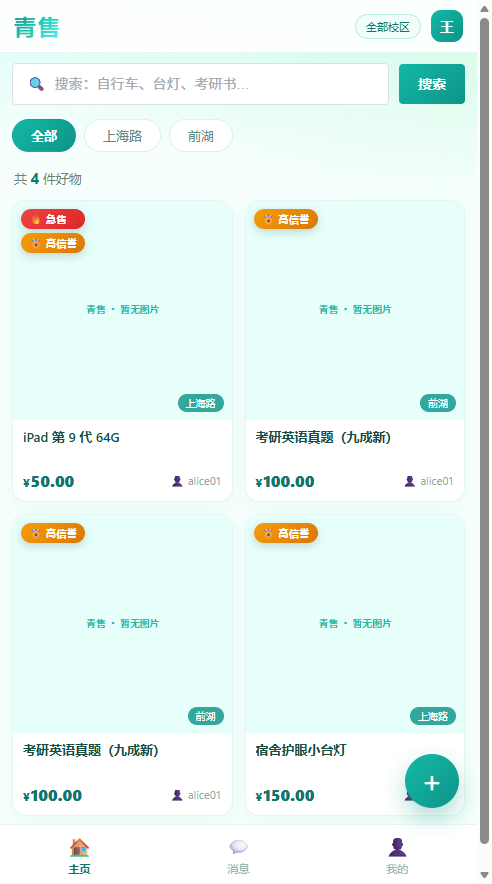 青售
全部校区
王
搜索：自行车、台灯、考研书...
搜索
全部
上海路
前湖
共 4 件好物
急售
高信誉
青售 · 暂无图片
上海路
iPad 第 9 代 64G
¥50.00
alice01
高信誉
青售 · 暂无图片
前湖
考研英语真题（九成新）
¥100.00
alice01
高信誉
青售 · 暂无图片
前湖
考研英语真题（九成新）
¥100.00
alice01
高信誉
青售 · 暂无图片
上海路
宿舍护眼小台灯
¥150.00
+
主页
消息
我的